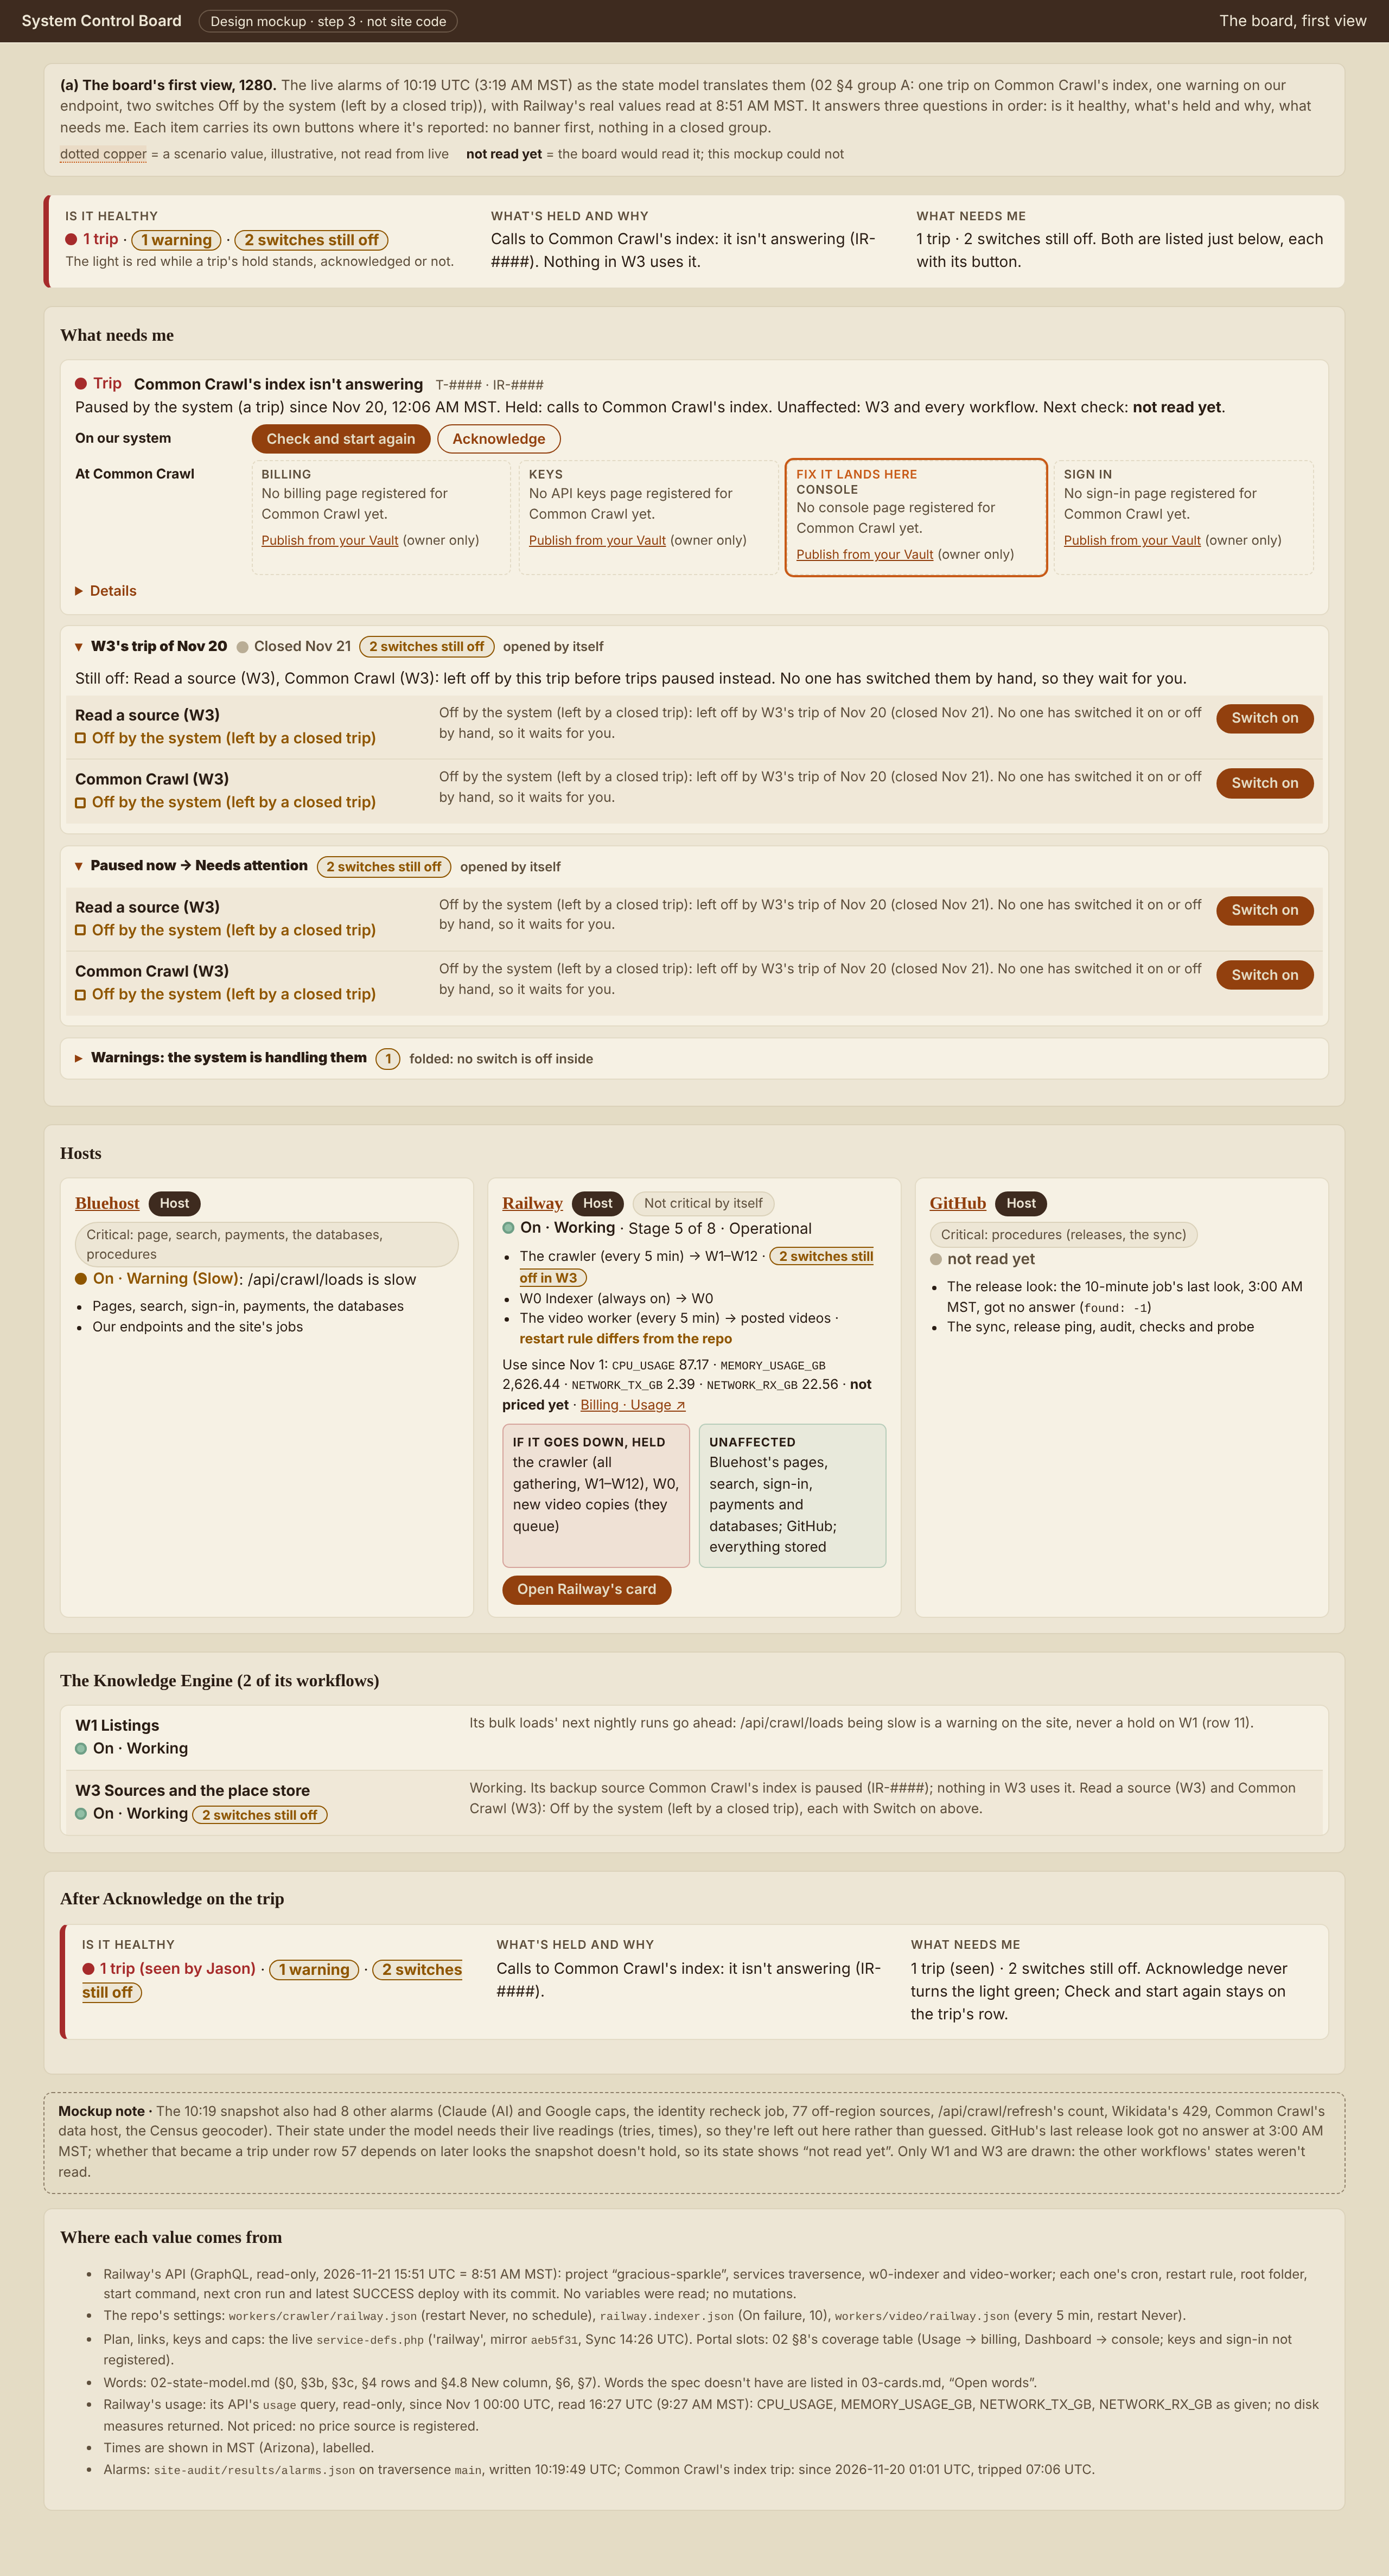 System Control Board
Design mockup · step 3 · not site code
The board, first view
(a) The board's first view, 1280. The live alarms of 10:19 UTC (3:19 AM MST) as the state model translates them (02 §4 group A: one trip on Common Crawl's index, one warning on our
endpoint, two switches Off by the system (left by a closed trip)), with Railway's real values read at 8:51 AM MST. It answers three questions in order: is it healthy, what's held and why, what
needs me. Each item carries its own buttons where it's reported: no banner first, nothing in a closed group.
dotted copper = a scenario value, illustrative, not read from live not read yet = the board would read it; this mockup could not
IS IT HEALTHY
1 trip · 1 warning · 2 switches still off
The light is red while a trip's hold stands, acknowledged or not.
WHAT'S HELD AND WHY
Calls to Common Crawl's index: it isn't answering (IR-
####). Nothing in W3 uses it.
WHAT NEEDS ME
1 trip · 2 switches still off. Both are listed just below, each
with its button.
What needs me
Trip Common Crawl's index isn't answering T-#### · IR-####
Paused by the system (a trip) since Nov 20, 12:06 AM MST. Held: calls to Common Crawl's index. Unaffected: W3 and every workflow. Next check: not read yet.
On our system
Check and start again
Acknowledge
At Common Crawl
BILLING
No billing page registered for
Common Crawl yet.
Publish from your Vault (owner only)
KEYS
No API keys page registered for
Common Crawl yet.
Publish from your Vault (owner only)
FIX IT LANDS HERE
CONSOLE
No console page registered for
Common Crawl yet.
Publish from your Vault (owner only)
SIGN IN
No sign-in page registered for
Common Crawl yet.
Publish from your Vault (owner only)
▶ Details
▼ W3's trip of Nov 20 Closed Nov 21 2 switches still off opened by itself
Still off: Read a source (W3), Common Crawl (W3): left off by this trip before trips paused instead. No one has switched them by hand, so they wait for you.
Read a source (W3)
Off by the system (left by a closed trip)
Off by the system (left by a closed trip): left off by W3's trip of Nov 20 (closed Nov 21). No one has switched it on or off
by hand, so it waits for you.
Switch on
Common Crawl (W3)
Off by the system (left by a closed trip)
Off by the system (left by a closed trip): left off by W3's trip of Nov 20 (closed Nov 21). No one has switched it on or off
by hand, so it waits for you.
Switch on
▼ Paused now → Needs attention 2 switches still off opened by itself
Read a source (W3)
Off by the system (left by a closed trip)
Off by the system (left by a closed trip): left off by W3's trip of Nov 20 (closed Nov 21). No one has switched it on or off
by hand, so it waits for you.
Switch on
Common Crawl (W3)
Off by the system (left by a closed trip)
Off by the system (left by a closed trip): left off by W3's trip of Nov 20 (closed Nov 21). No one has switched it on or off
by hand, so it waits for you.
Switch on
▸ Warnings: the system is handling them 1 folded: no switch is off inside
Hosts
Bluehost Host
Critical: page, search, payments, the databases,
procedures
On · Warning (Slow): /api/crawl/loads is slow
• Pages, search, sign-in, payments, the databases
• Our endpoints and the site's jobs
Railway Host Not critical by itself
On · Working · Stage 5 of 8 · Operational
• The crawler (every 5 min) → W1–W12 · 2 switches still
off in W3
• W0 Indexer (always on) → W0
• The video worker (every 5 min) → posted videos ·
restart rule differs from the repo
Use since Nov 1: CPU_USAGE 87.17 · MEMORY_USAGE_GB
2,626.44 · NETWORK_TX_GB 2.39 · NETWORK_RX_GB 22.56 · not
priced yet · Billing · Usage ↗
IF IT GOES DOWN, HELD
the crawler (all
gathering, W1–W12), W0,
new video copies (they
queue)
UNAFFECTED
Bluehost's pages,
search, sign-in,
payments and
databases; GitHub;
everything stored
Open Railway's card
GitHub Host
Critical: procedures (releases, the sync)
not read yet
• The release look: the 10-minute job's last look, 3:00 AM
MST, got no answer (found: -1)
• The sync, release ping, audit, checks and probe
The Knowledge Engine (2 of its workflows)
W1 Listings
On · Working
Its bulk loads' next nightly runs go ahead: /api/crawl/loads being slow is a warning on the site, never a hold on W1 (row 11).
W3 Sources and the place store
On · Working 2 switches still off
Working. Its backup source Common Crawl's index is paused (IR-####); nothing in W3 uses it. Read a source (W3) and Common
Crawl (W3): Off by the system (left by a closed trip), each with Switch on above.
After Acknowledge on the trip
IS IT HEALTHY
1 trip (seen by Jason) · 1 warning · 2 switches
still off
WHAT'S HELD AND WHY
Calls to Common Crawl's index: it isn't answering (IR-
####).
WHAT NEEDS ME
1 trip (seen) · 2 switches still off. Acknowledge never
turns the light green; Check and start again stays on
the trip's row.
Mockup note · The 10:19 snapshot also had 8 other alarms (Claude (AI) and Google caps, the identity recheck job, 77 off-region sources, /api/crawl/refresh's count, Wikidata's 429, Common Crawl's
data host, the Census geocoder). Their state under the model needs their live readings (tries, times), so they're left out here rather than guessed. GitHub's last release look got no answer at 3:00 AM
MST; whether that became a trip under row 57 depends on later looks the snapshot doesn't hold, so its state shows “not read yet”. Only W1 and W3 are drawn: the other workflows' states weren't
read.
Where each value comes from
• Railway's API (GraphQL, read-only, 2026-11-21 15:51 UTC = 8:51 AM MST): project “gracious-sparkle”, services traversence, w0-indexer and video-worker; each one's cron, restart rule, root folder,
start command, next cron run and latest SUCCESS deploy with its commit. No variables were read; no mutations.
• The repo's settings: workers/crawler/railway.json (restart Never, no schedule), railway.indexer.json (On failure, 10), workers/video/railway.json (every 5 min, restart Never).
• Plan, links, keys and caps: the live service-defs.php ('railway', mirror aeb5f31, Sync 14:26 UTC). Portal slots: 02 §8's coverage table (Usage → billing, Dashboard → console; keys and sign-in not
registered).
• Words: 02-state-model.md (§0, §3b, §3c, §4 rows and §4.8 New column, §6, §7). Words the spec doesn't have are listed in 03-cards.md, “Open words”.
• Railway's usage: its API's usage query, read-only, since Nov 1 00:00 UTC, read 16:27 UTC (9:27 AM MST): CPU_USAGE, MEMORY_USAGE_GB, NETWORK_TX_GB, NETWORK_RX_GB as given; no disk
measures returned. Not priced: no price source is registered.
• Times are shown in MST (Arizona), labelled.
• Alarms: site-audit/results/alarms.json on traversence main, written 10:19:49 UTC; Common Crawl's index trip: since 2026-11-20 01:01 UTC, tripped 07:06 UTC.